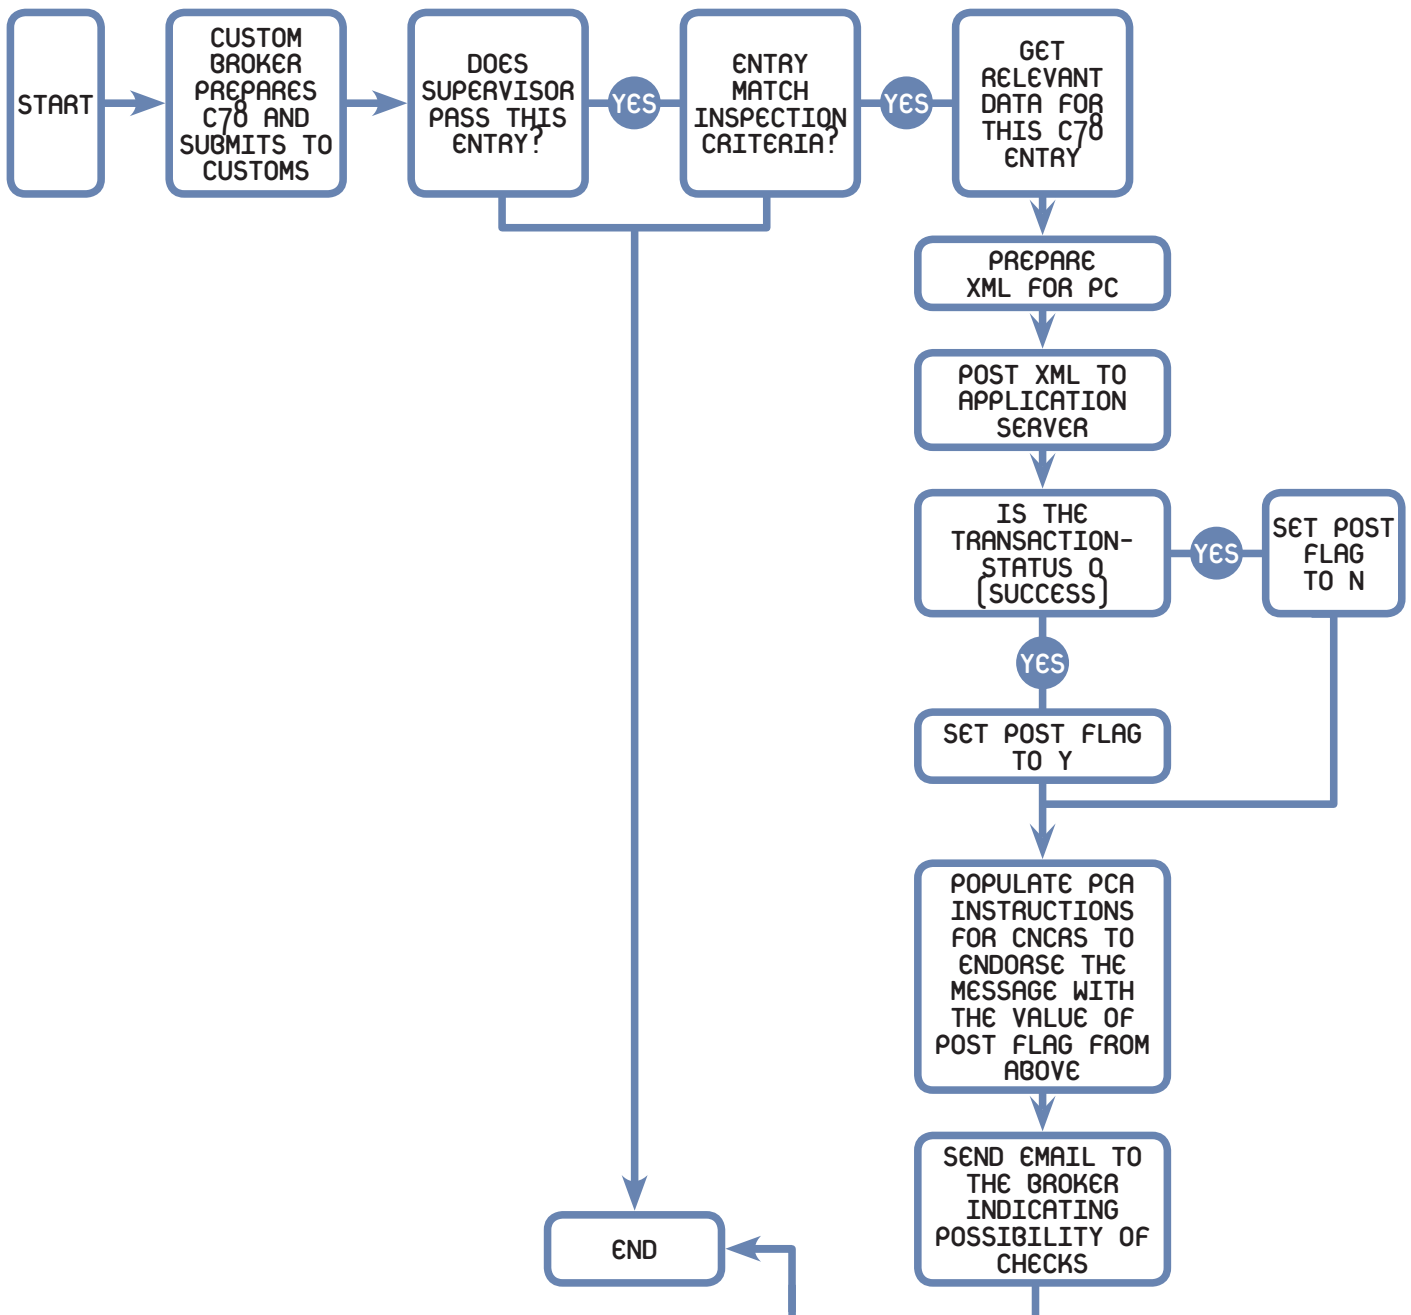 START
CUSTOM
BROKER
PREPARES
C78 AND
SUBMITS TO
CUSTOMS
DOES
SUPERVISOR
PASS THIS
ENTRY?
YES
ENTRY
MATCH
INSPECTION
CRITERIA?
YES
GET
RELEVANT
DATA FOR
THIS C78
ENTRY
PREPARE
XML FOR PC
POST XML TO
APPLICATION
SERVER
IS THE
TRANSACTION-
STATUS 0
(SUCCESS)
YES
SET POST
FLAG
TO N
YES
SET POST FLAG
TO Y
POPULATE PCA
INSTRUCTIONS
FOR CNCRS TO
ENDORSE THE
MESSAGE WITH
THE VALUE OF
POST FLAG FROM
ABOVE
SEND EMAIL TO
THE BROKER
INDICATING
POSSIBILITY OF
CHECKS
END